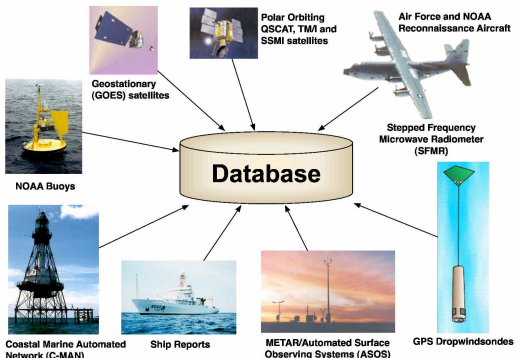 Polar Orbiting
QSCAT, TM/I and
SSMI satellites
Air Force and NOAA
Reconnaissance Aircraft
Geostationary
(GOES) satellites
Stepped Frequency
Microwave Radiometer
(SFMR)
NOAA Buoys
Database
Coastal Marine Automated
Network (C-MAN)
Ship Reports
METAR/Automated Surface
Observing Systems (ASOS)
GPS Dropwindsondes